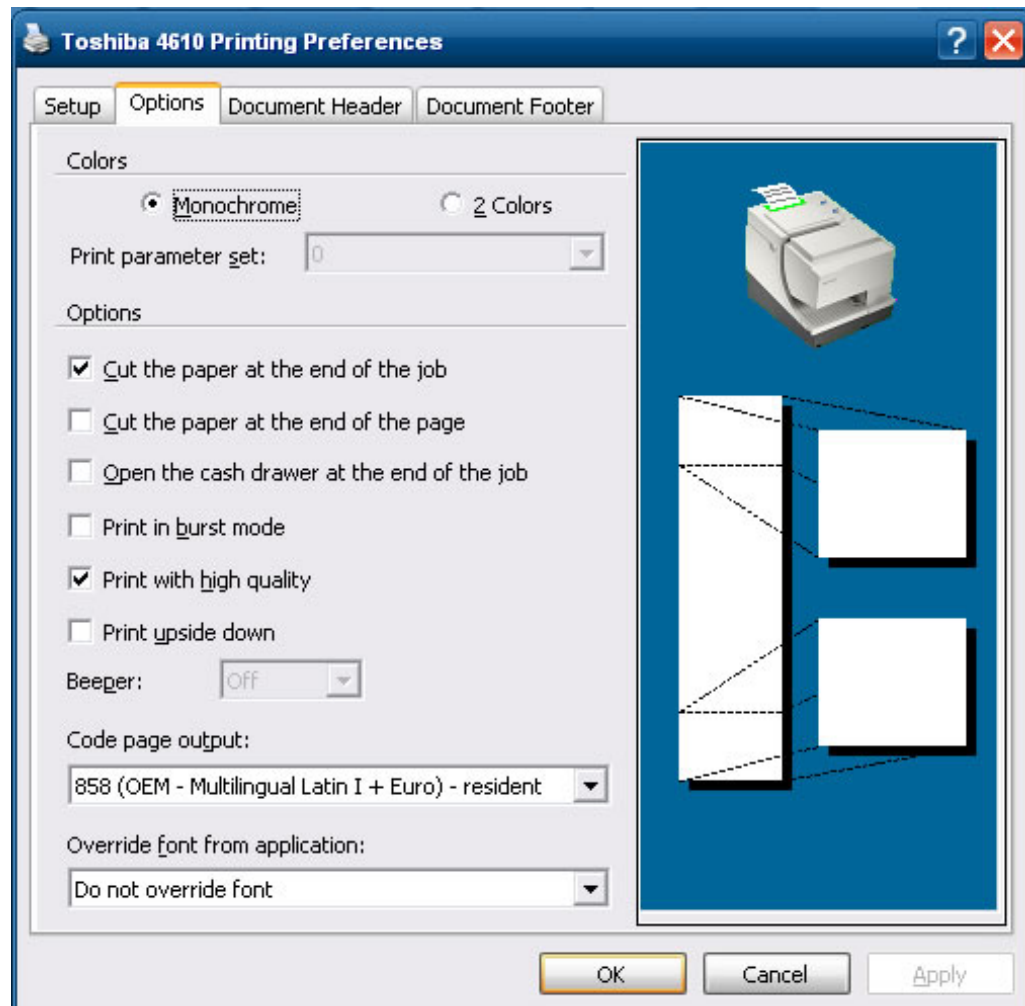 Toshiba 4610 Printing Preferences
Setup Options Document Header Document Footer
Colors
Monochrome 2 Colors
Print parameter set: 0
Options
Cut the paper at the end of the job
Cut the paper at the end of the page
Open the cash drawer at the end of the job
Print in burst mode
Print with high quality
Print upside down
Beeper: Off
Code page output:
858 (OEM - Multilingual Latin I + Euro) - resident
Override font from application:
Do not override font
OK Cancel Apply